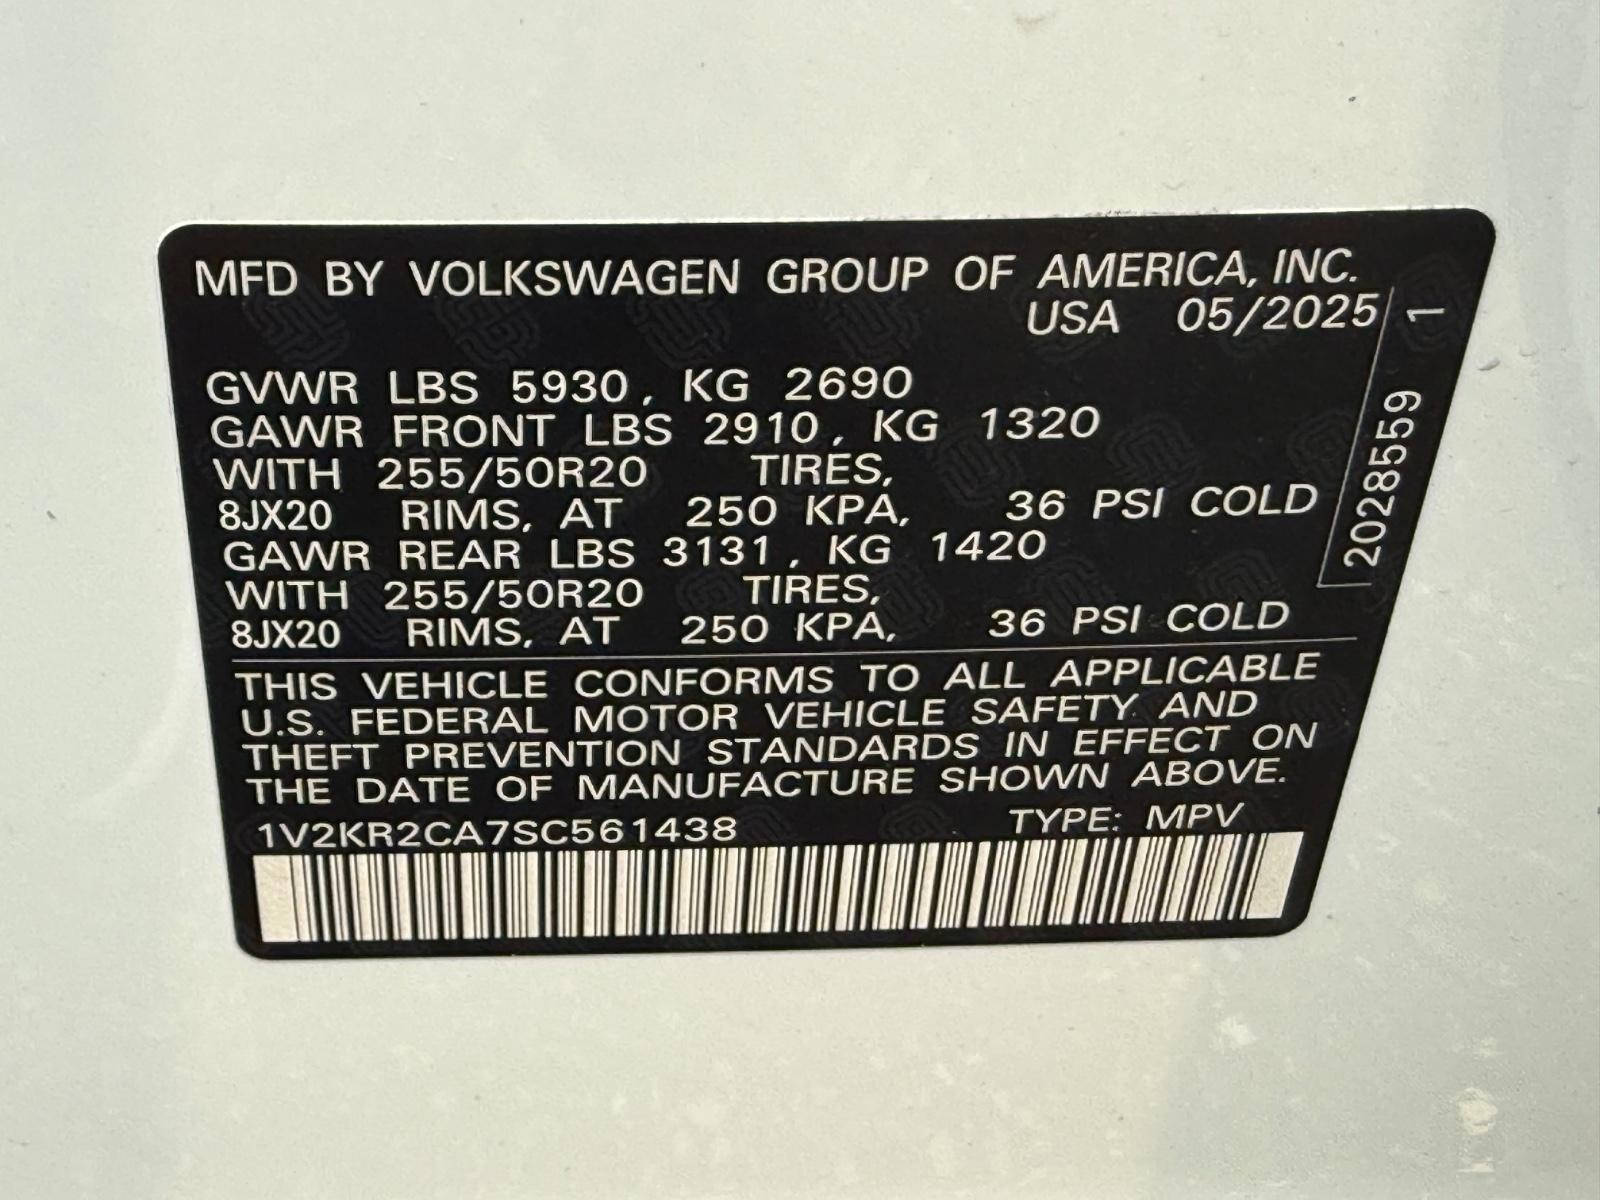 MFD BY VOLKSWAGEN GROUP OF AMERICA, INC.
USA 05/2025
GVWR LBS 5930, KG 2690
GAWR FRONT LBS 2910, KG 1320
WITH 255/50R20 TIRES,
8JX20 RIMS, AT 250 KPA, 36 PSI COLD
GAWR REAR LBS 3131, KG 1420
WITH 255/50R20 TIRES,
8JX20 RIMS, AT 250 KPA, 36 PSI COLD
THIS VEHICLE CONFORMS TO ALL APPLICABLE
U.S. FEDERAL MOTOR VEHICLE SAFETY AND
THEFT PREVENTION STANDARDS IN EFFECT ON
THE DATE OF MANUFACTURE SHOWN ABOVE.
1V2KR2CA7SC561438 TYPE: MPV
2028559 1